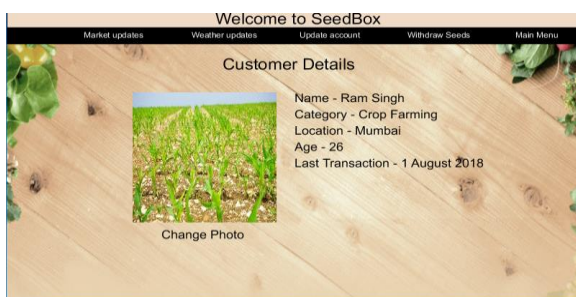 Welcome to SeedBox
Market updates Weather updates Update account Withdraw Seeds Main Menu
Customer Details
Name - Ram Singh
Category - Crop Farming
Location - Mumbai
Age - 26
Last Transaction - 1 August 2018
Change Photo